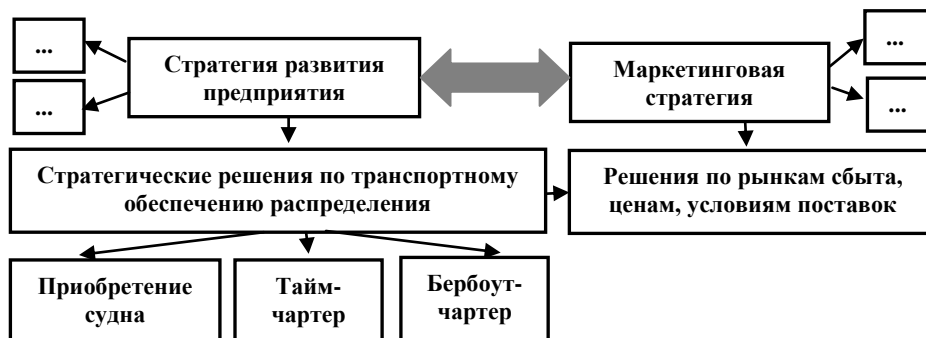 ...
Стратегия развития
предприятия
Маркетинговая
стратегия
...
...
...
Стратегические решения по транспортному
обеспечению распределения
Решения по рынкам сбыта,
ценам, условиям поставок
Приобретение
судна
Тайм-
чартер
Бербоут-
чартер